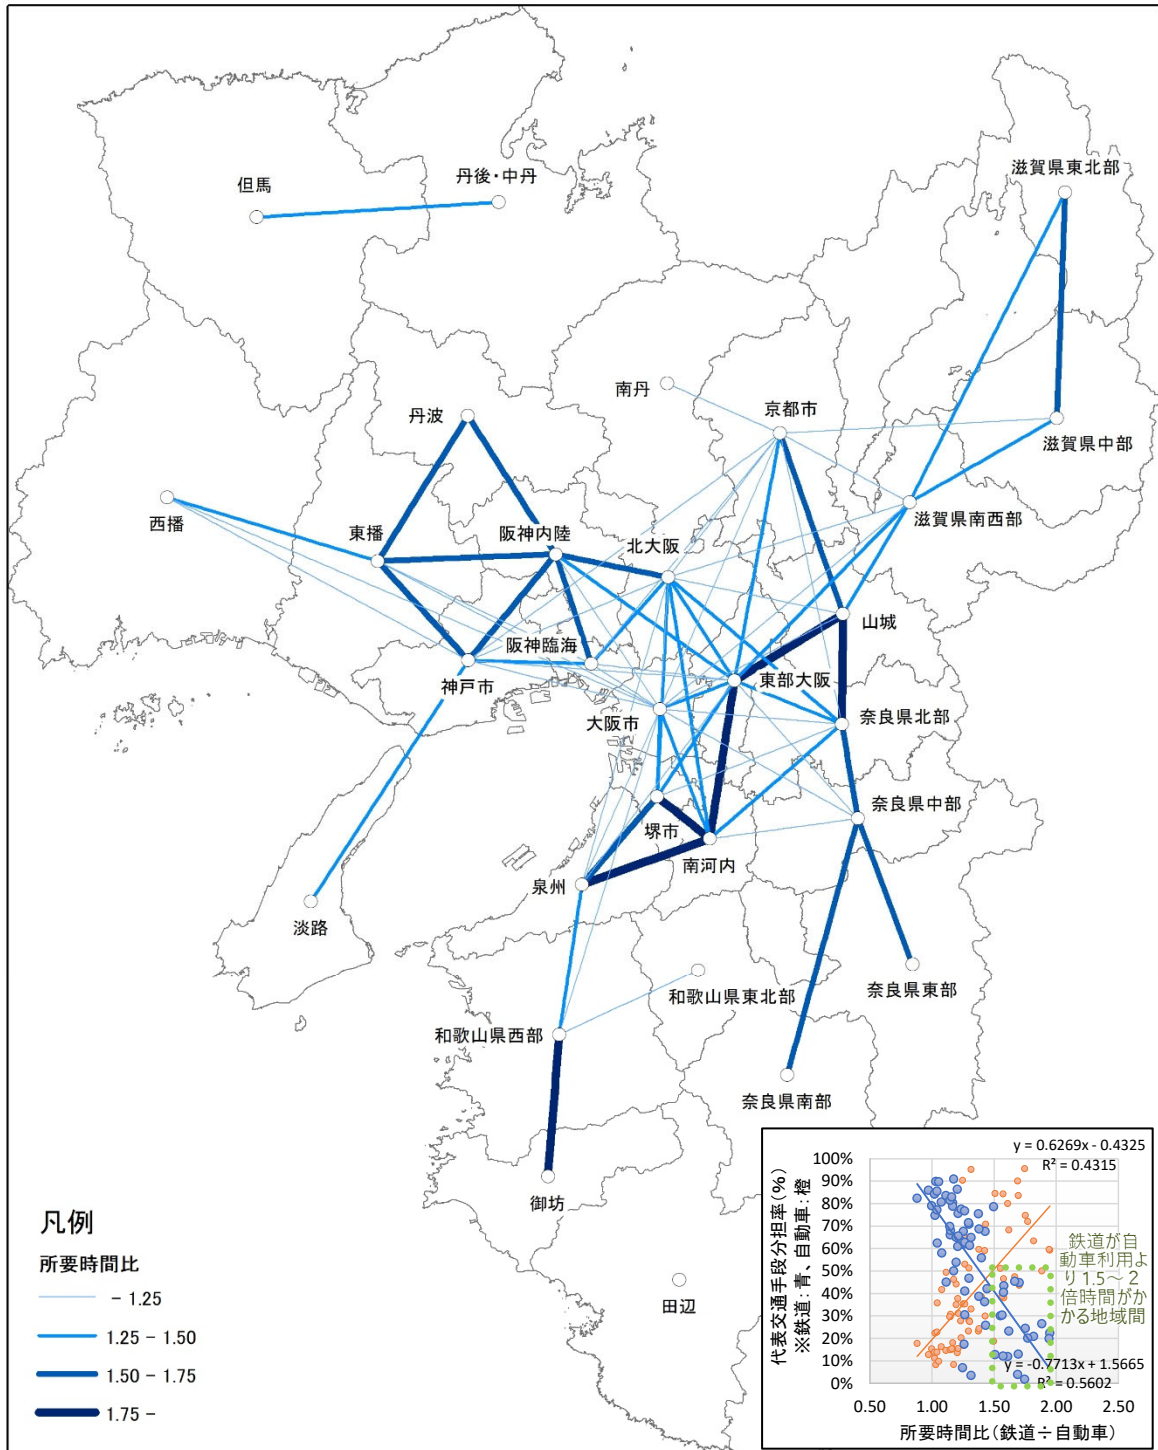 丹後・中丹
但馬
滋賀県東北部
南丹
京都市
丹波
滋賀県中部
西播
東播
阪神内陸
北大阪
滋賀県南西部
山城
阪神臨海
神戸市
東部大阪
大阪市
奈良県北部
奈良県中部
堺市
南河内
泉州
淡路
和歌山県東北部
奈良県東部
和歌山県西部
奈良県南部
御坊
田辺
凡例
所要時間比
- 1.25
1.25 - 1.50
1.50 - 1.75
1.75 -
y = 0.6269x - 0.4325
R² = 0.4315
代表交通手段分担率(%)
※鉄道:青、自動車:橙
100%
90%
80%
70%
60%
50%
40%
30%
20%
10%
0%
鉄道が自
動車利用よ
り1.5～2
倍時間がか
かる地域間
y = -0.7713x + 1.5665
R² = 0.5602
0.50
1.00
1.50
2.00
2.50
所要時間比(鉄道÷自動車)